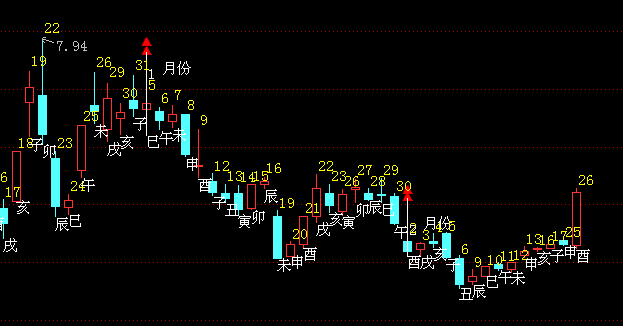 22
7.94
19
26
31
月份
1
29
5
30
6
7
8
18
子
卯
23
25
未
戌
亥
子
巳
午
未
9
6
17
亥
24
午
申
酉
12
13
14
15
16
戌
辰
巳
子
丑
寅
卯
辰
19
20
21
22
23
26
27
28
29
30
未
申
酉
戌
亥
寅
卯
辰
巳
午
2
3
4
5
月份
6
酉
戌
亥
子
丑
9
10
11
12
13
16
17
25
26
辰
巳
午
未
申
亥
子
申
酉